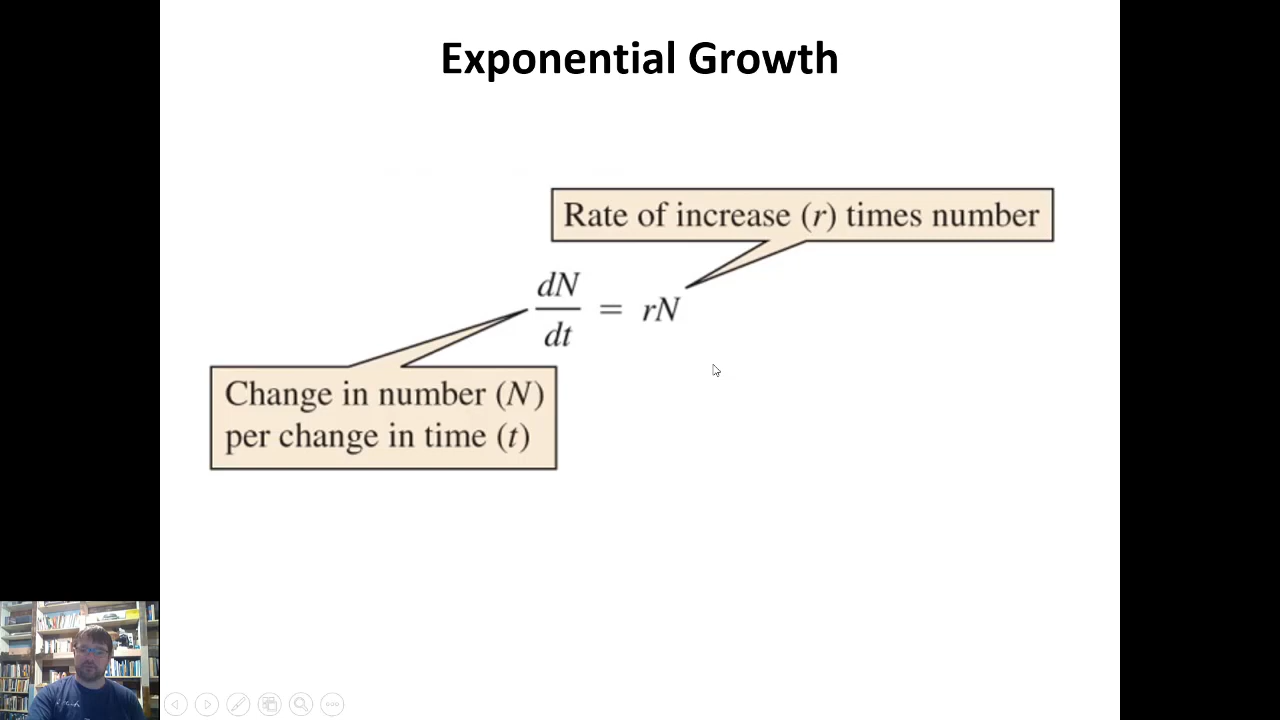 Exponential Growth
Rate of increase (r) times number
dN
dt
= rN
Change in number (N)
per change in time (t)